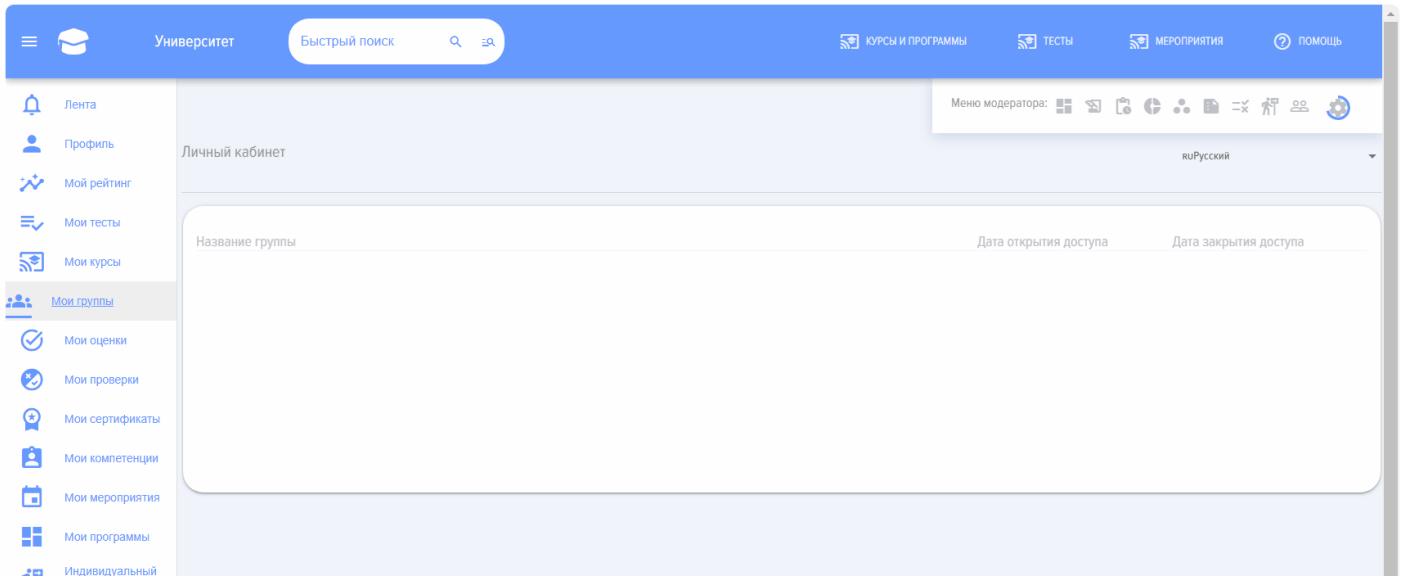 Университет
Быстрый поиск
КУРСЫ И ПРОГРАММЫ
ТЕСТЫ
МЕРОПРИЯТИЯ
ПОМОЩЬ
Меню модератора:
Лента
Профиль
Мой рейтинг
Мои тесты
Мои курсы
Мои группы
Мои оценки
Мои проверки
Мои сертификаты
Мои компетенции
Мои мероприятия
Мои программы
Индивидуальный
Личный кабинет
RUРусский
Название группы
Дата открытия доступа
Дата закрытия доступа